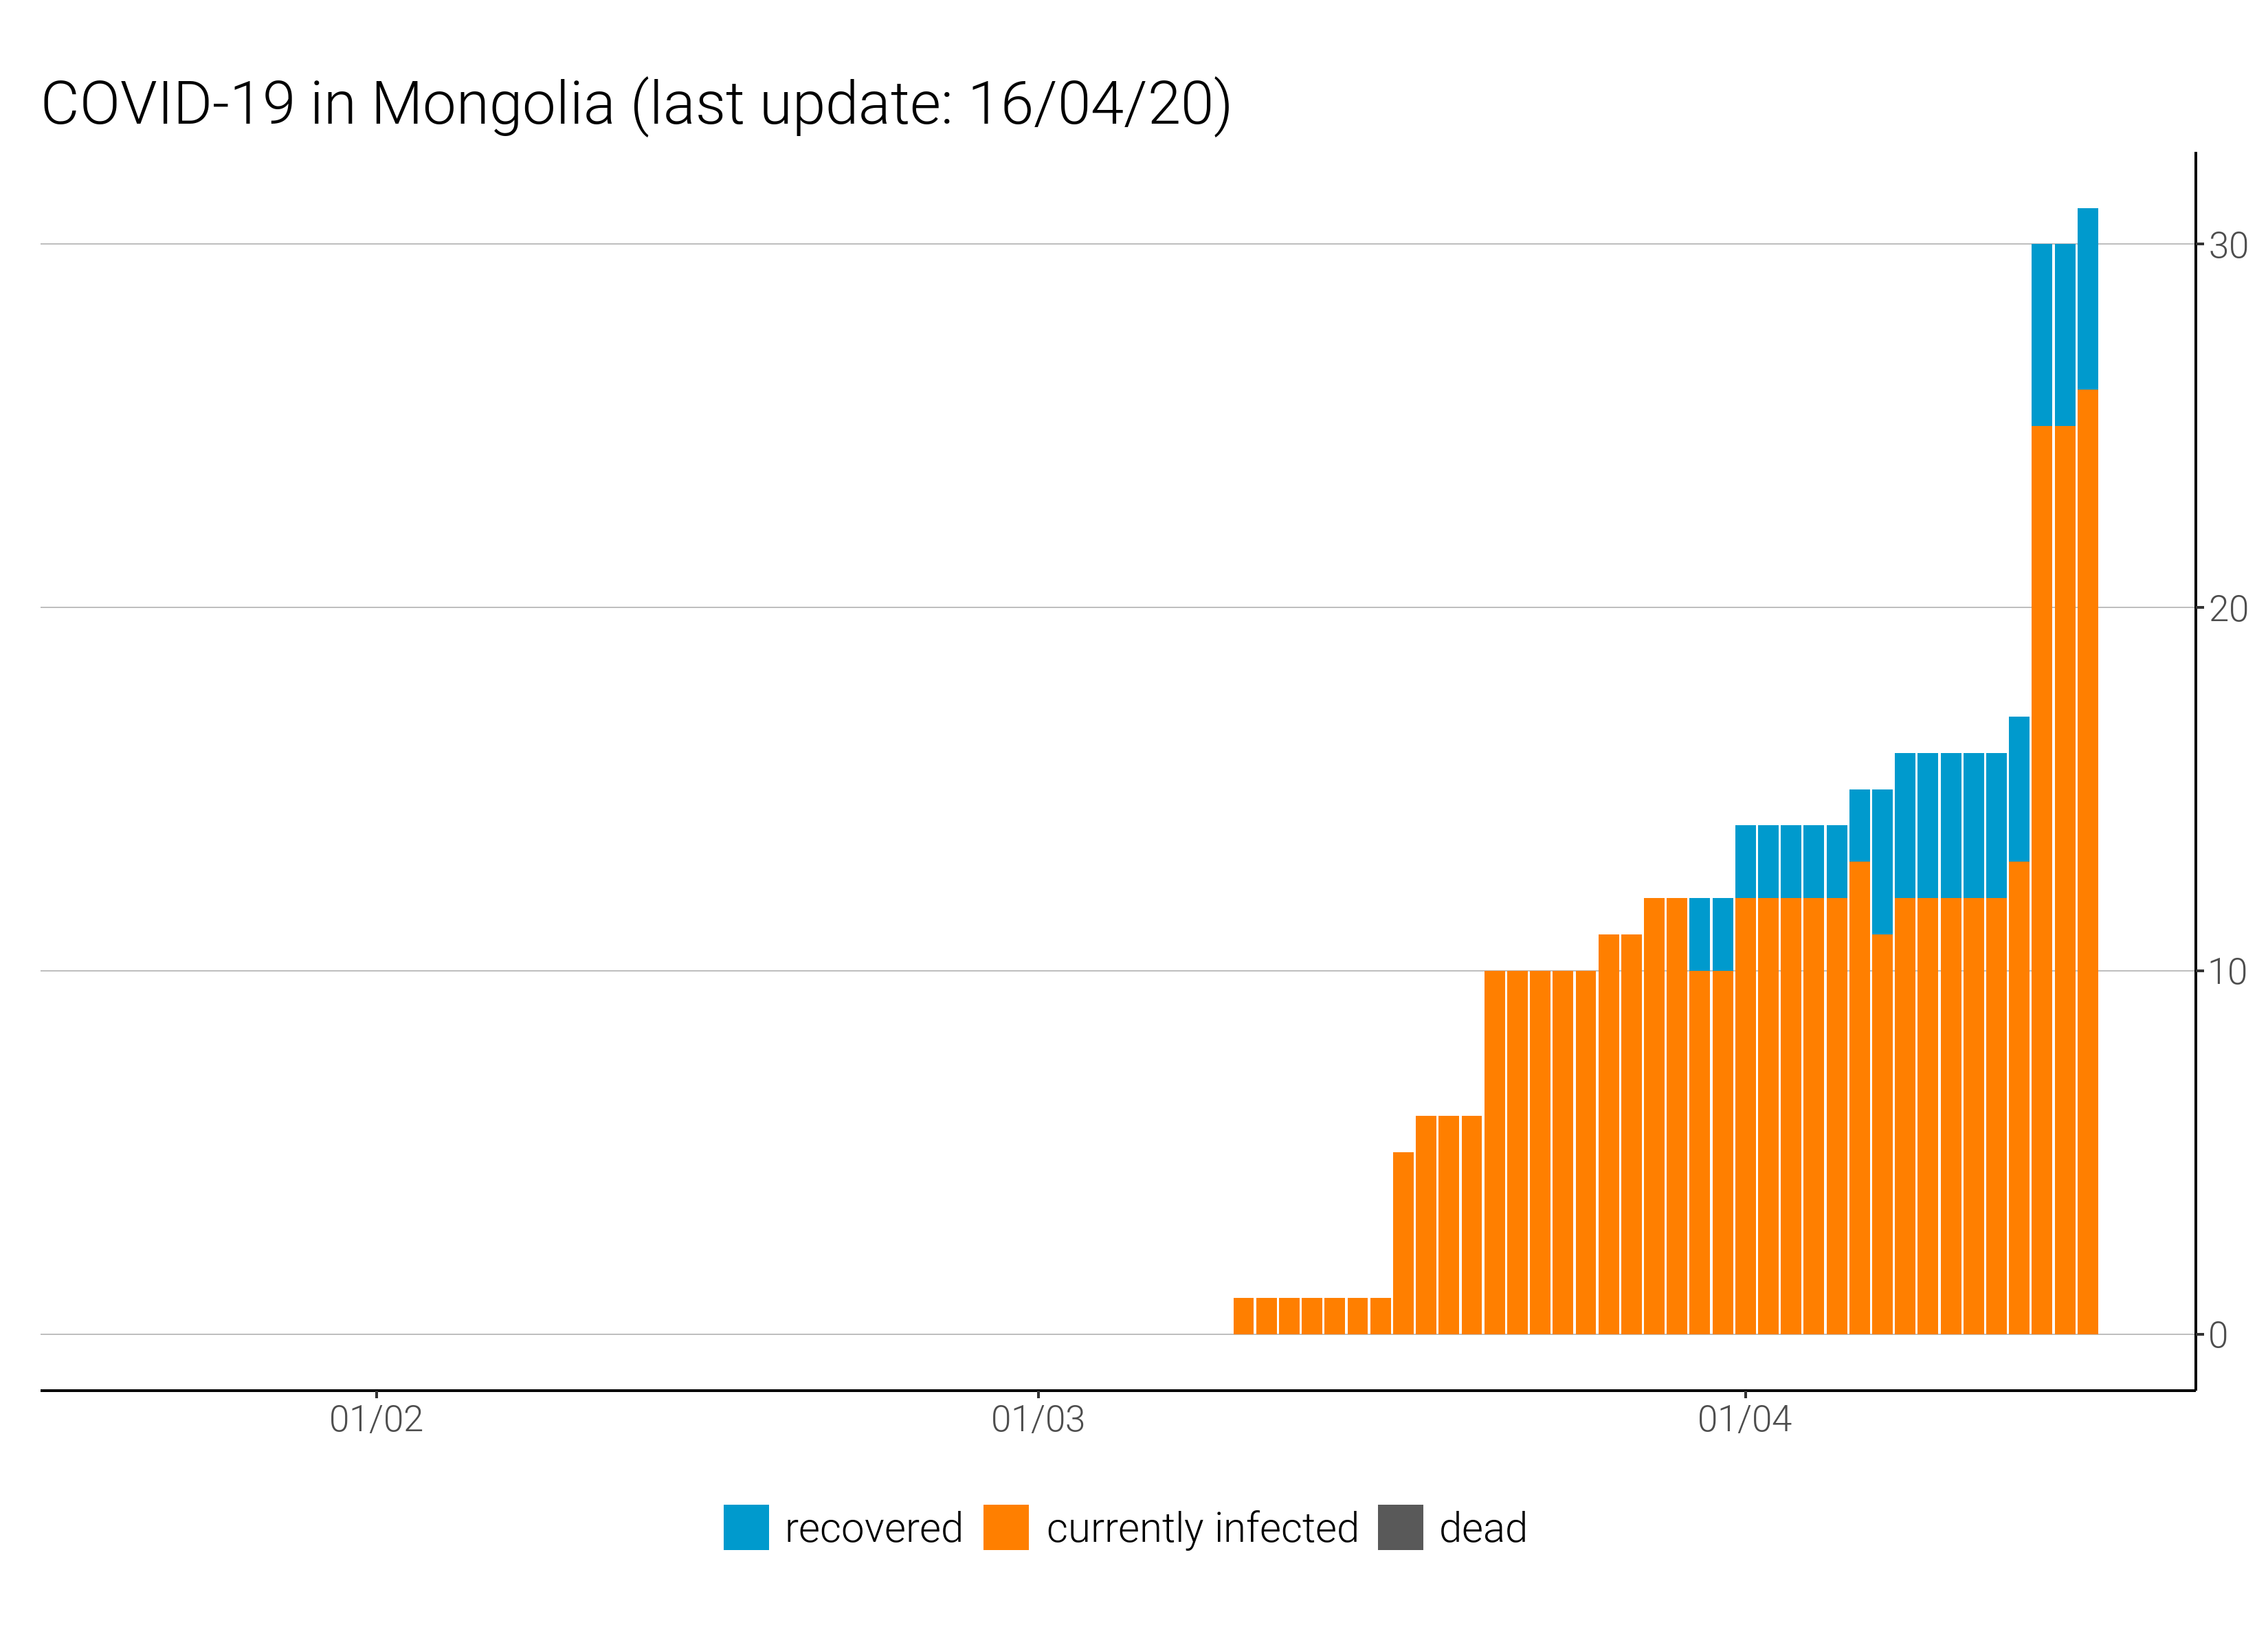 COVID-19 in Mongolia (last update: 16/04/20)
30
20
10
0
01/02 01/03 01/04
recovered currently infected dead